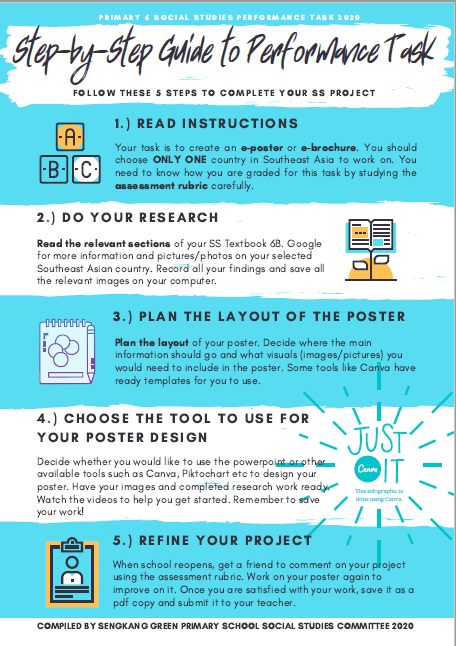 PRIMARY 6 SOCIAL STUDIES PERFORMANCE TASK 2020
Step-by-Step Guide to Performance Task
FOLLOW THESE 5 STEPS TO COMPLETE YOUR SS PROJECT
1.) READ INSTRUCTIONS
A
B C
Your task is to create an e-poster or e-brochure. You should
choose ONLY ONE country in Southeast Asia to work on. You
need to know how you are graded for this task by studying the
assessment rubric carefully.
2.) DO YOUR RESEARCH
Read the relevant sections of your SS Textbook 6B. Google
for more information and pictures/photos on your selected
Southeast Asian country. Record all your findings and save all
the relevant images on your computer.
3.) PLAN THE LAYOUT OF THE POSTER
Plan the layout of your poster. Decide where the main
information should go and what visuals (images/pictures) you
would need to include in the poster. Some tools like Canva have
ready templates for you to use.
4.) CHOOSE THE TOOL TO USE FOR
YOUR POSTER DESIGN
Decide whether you would like to use the powerpoint or other
available tools such as Canva, Piktochart etc to design your
poster. Have your images and completed research work ready.
Watch the videos to help you get started. Remember to save
your work!
JUST
Canva IT
This infographic is
done using Canva.
5.) REFINE YOUR PROJECT
When school reopens, get a friend to comment on your project
using the assessment rubric. Work on your poster again to
improve on it. Once you are satisfied with your work, save it as a
pdf copy and submit it to your teacher.
COMPILED BY SENGKANG GREEN PRIMARY SCHOOL SOCIAL STUDIES COMMITTEE 2020